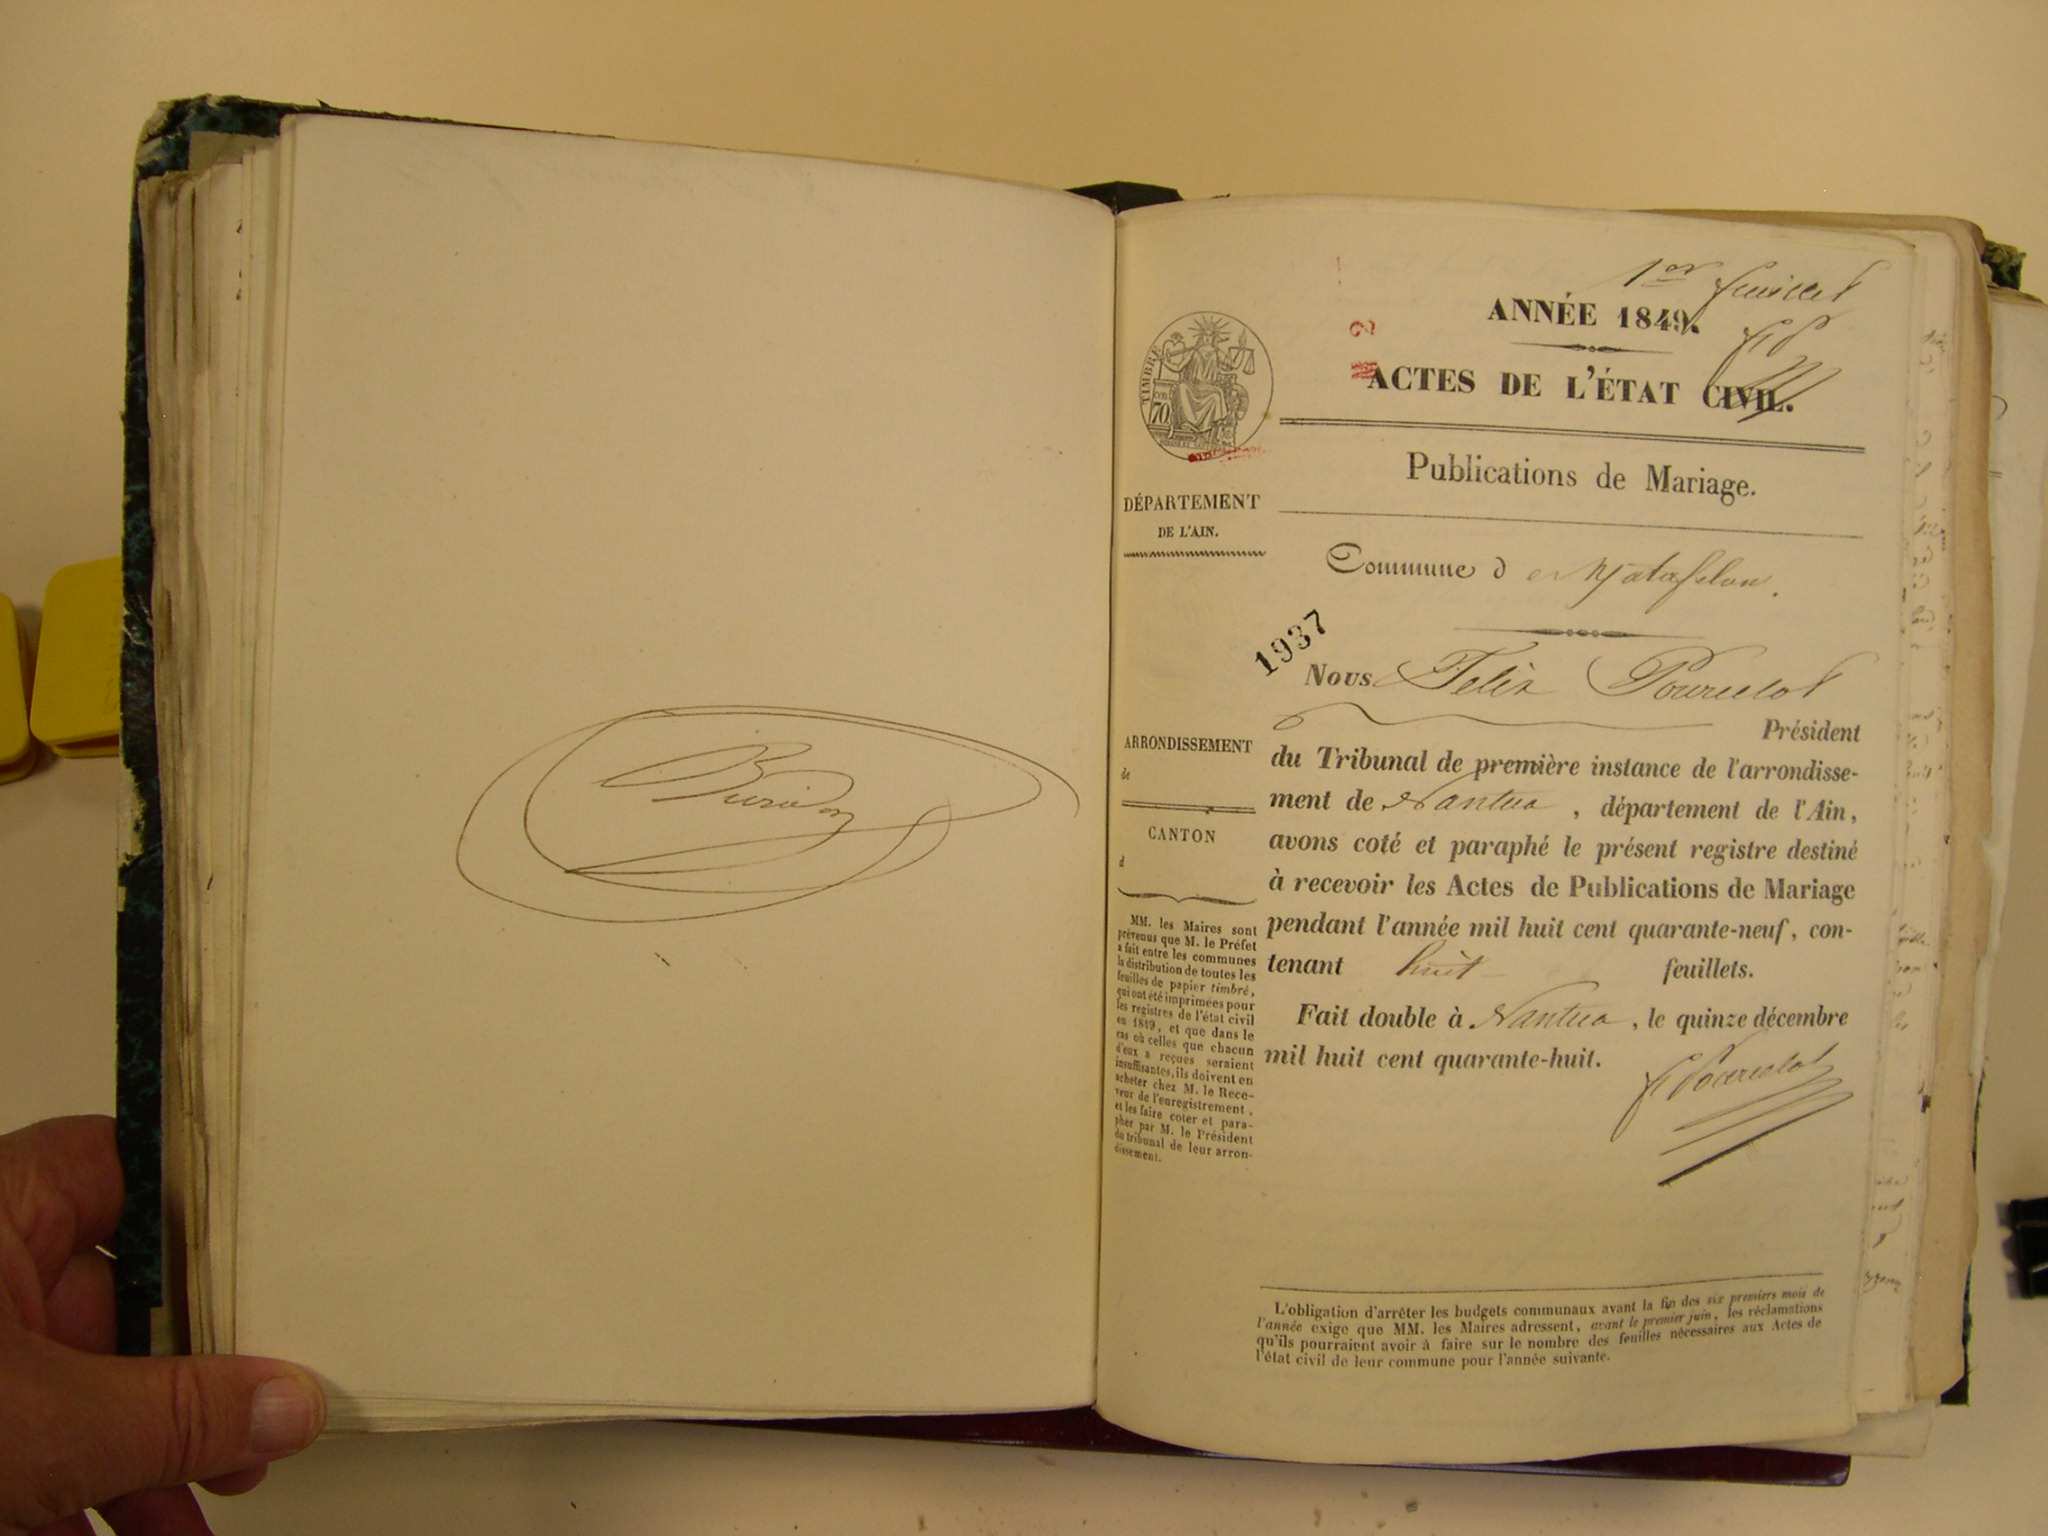 1er feuillet
ANNÉE 1849.
F P
ACTES DE L'ÉTAT CIVIL.
Publications de Mariage.
TIMBRE
70
DÉPARTEMENT
DE L'AIN.
Commune de Matafelon.
1937
Nous Félix Pourcelot
Président
du Tribunal de première instance de l'arrondisse-
ment de Nantua, département de l'Ain,
avons coté et paraphé le présent registre destiné
à recevoir les Actes de Publications de Mariage
pendant l'année mil huit cent quarante-neuf, con-
tenant huit feuillets.
Fait double à Nantua, le quinze décembre
mil huit cent quarante-huit.
F Pourcelot
ARRONDISSEMENT
de
CANTON
d
MM. les Maires sont
prévenus que M. le Préfet
a fait entre les communes
la distribution de toutes les
feuilles de papier timbré,
qui ont été imprimées pour
les registres de l'état civil
en 1849, et que dans le
cas où celles que chacun
d'eux a reçues seraient
insuffisantes, ils doivent en
acheter chez M. le Rece-
veur de l'enregistrement,
et les faire coter et para-
pher par M. le Président
du tribunal de leur arron-
dissement.
L'obligation d'arrêter les budgets communaux avant la fin des six premiers mois de
l'année exige que MM. les Maires adressent, avant le premier juin, les réclamations
qu'ils pourraient avoir à faire sur le nombre des feuilles nécessaires aux Actes de
l'état civil de leur commune pour l'année suivante.